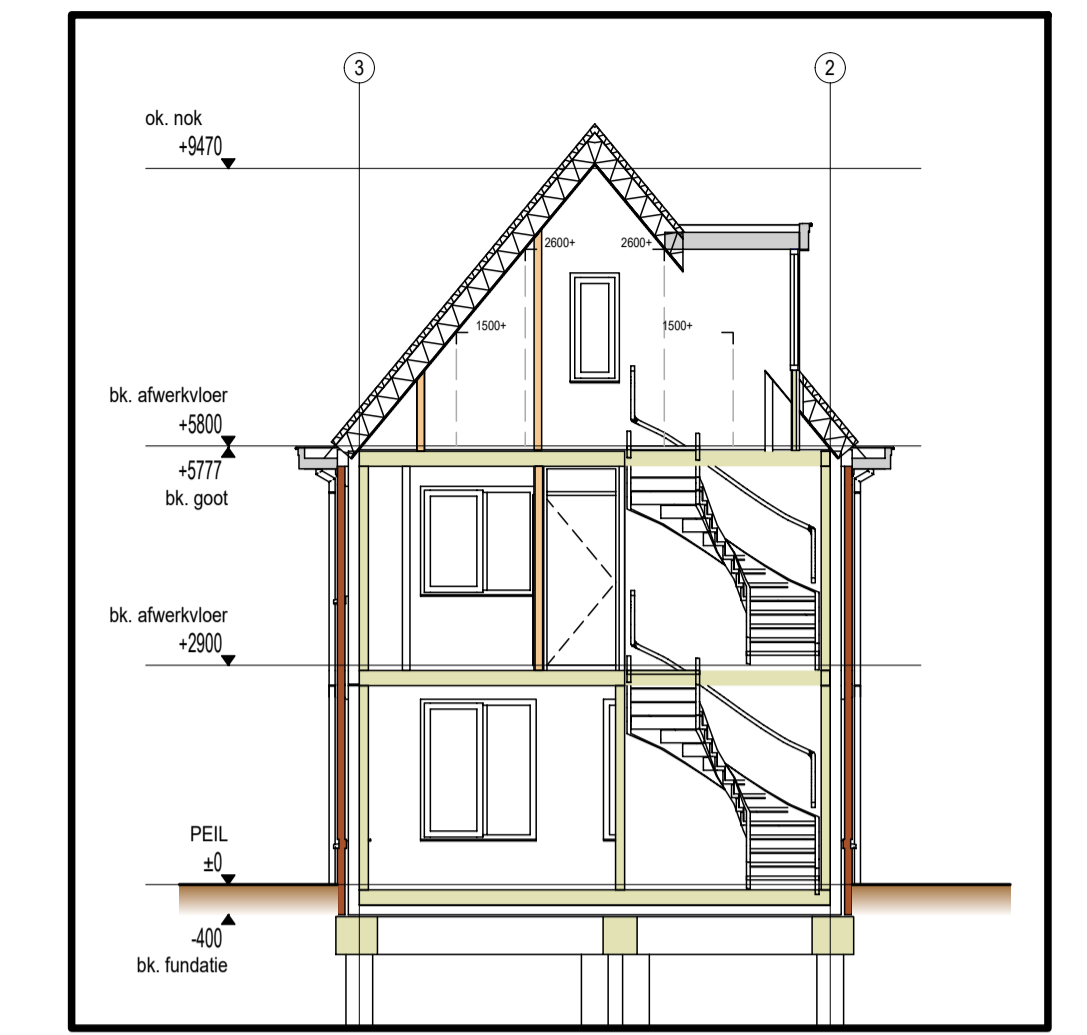 3
2
ok. nok
+9470
2600+
2600+
1500+
1500+
bk. afwerkvloer
+5800
+5777
bk. goot
bk. afwerkvloer
+2900
PEIL
±0
-400
bk. fundatie